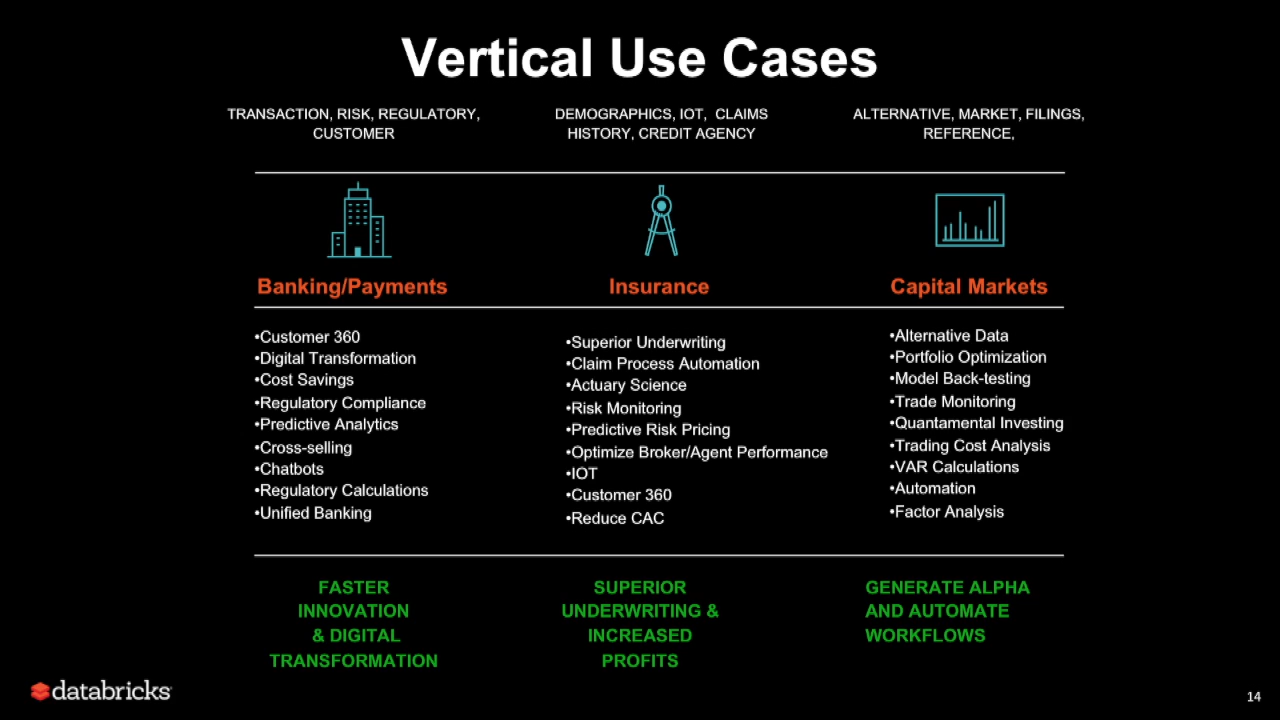 Vertical Use Cases
TRANSACTION, RISK, REGULATORY,
CUSTOMER
DEMOGRAPHICS, IOT, CLAIMS
HISTORY, CREDIT AGENCY
ALTERNATIVE, MARKET, FILINGS,
REFERENCE,
Banking/Payments
•Customer 360
•Digital Transformation
•Cost Savings
•Regulatory Compliance
•Predictive Analytics
•Cross-selling
•Chatbots
•Regulatory Calculations
•Unified Banking
FASTER
INNOVATION
& DIGITAL
TRANSFORMATION
Insurance
•Superior Underwriting
•Claim Process Automation
•Actuary Science
•Risk Monitoring
•Predictive Risk Pricing
•Optimize Broker/Agent Performance
•IOT
•Customer 360
•Reduce CAC
SUPERIOR
UNDERWRITING &
INCREASED
PROFITS
Capital Markets
•Alternative Data
•Portfolio Optimization
•Model Back-testing
•Trade Monitoring
•Quantamental Investing
•Trading Cost Analysis
•VAR Calculations
•Automation
•Factor Analysis
GENERATE ALPHA
AND AUTOMATE
WORKFLOWS
databricks
14